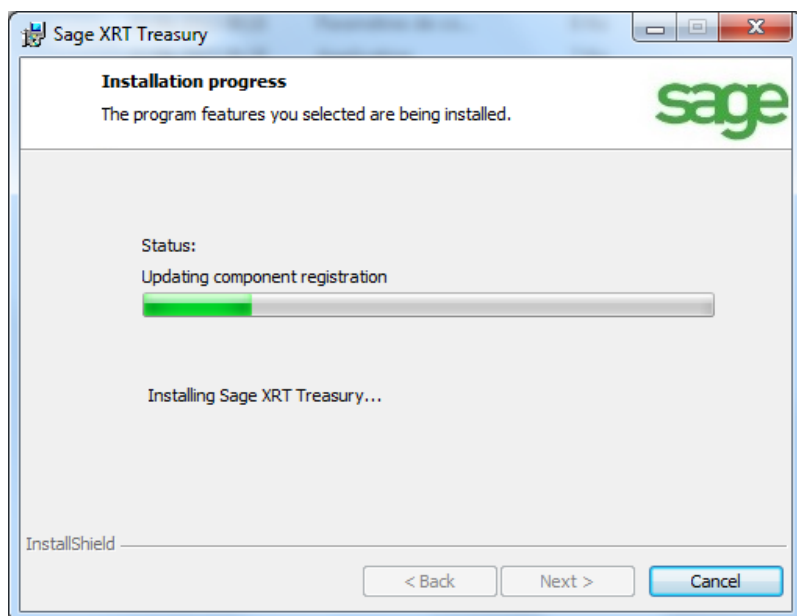 Sage XRT Treasury
Installation progress
The program features you selected are being installed.
sage
Status:
Updating component registration
Installing Sage XRT Treasury...
InstallShield
< Back
Next >
Cancel